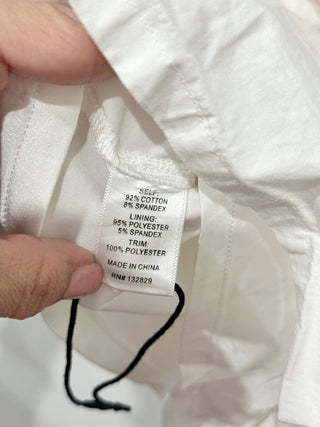 SELF:
92% COTTON
8% SPANDEX
LINING:
95% POLYESTER
5% SPANDEX
TRIM:
100% POLYESTER
MADE IN CHINA
RN# 132829